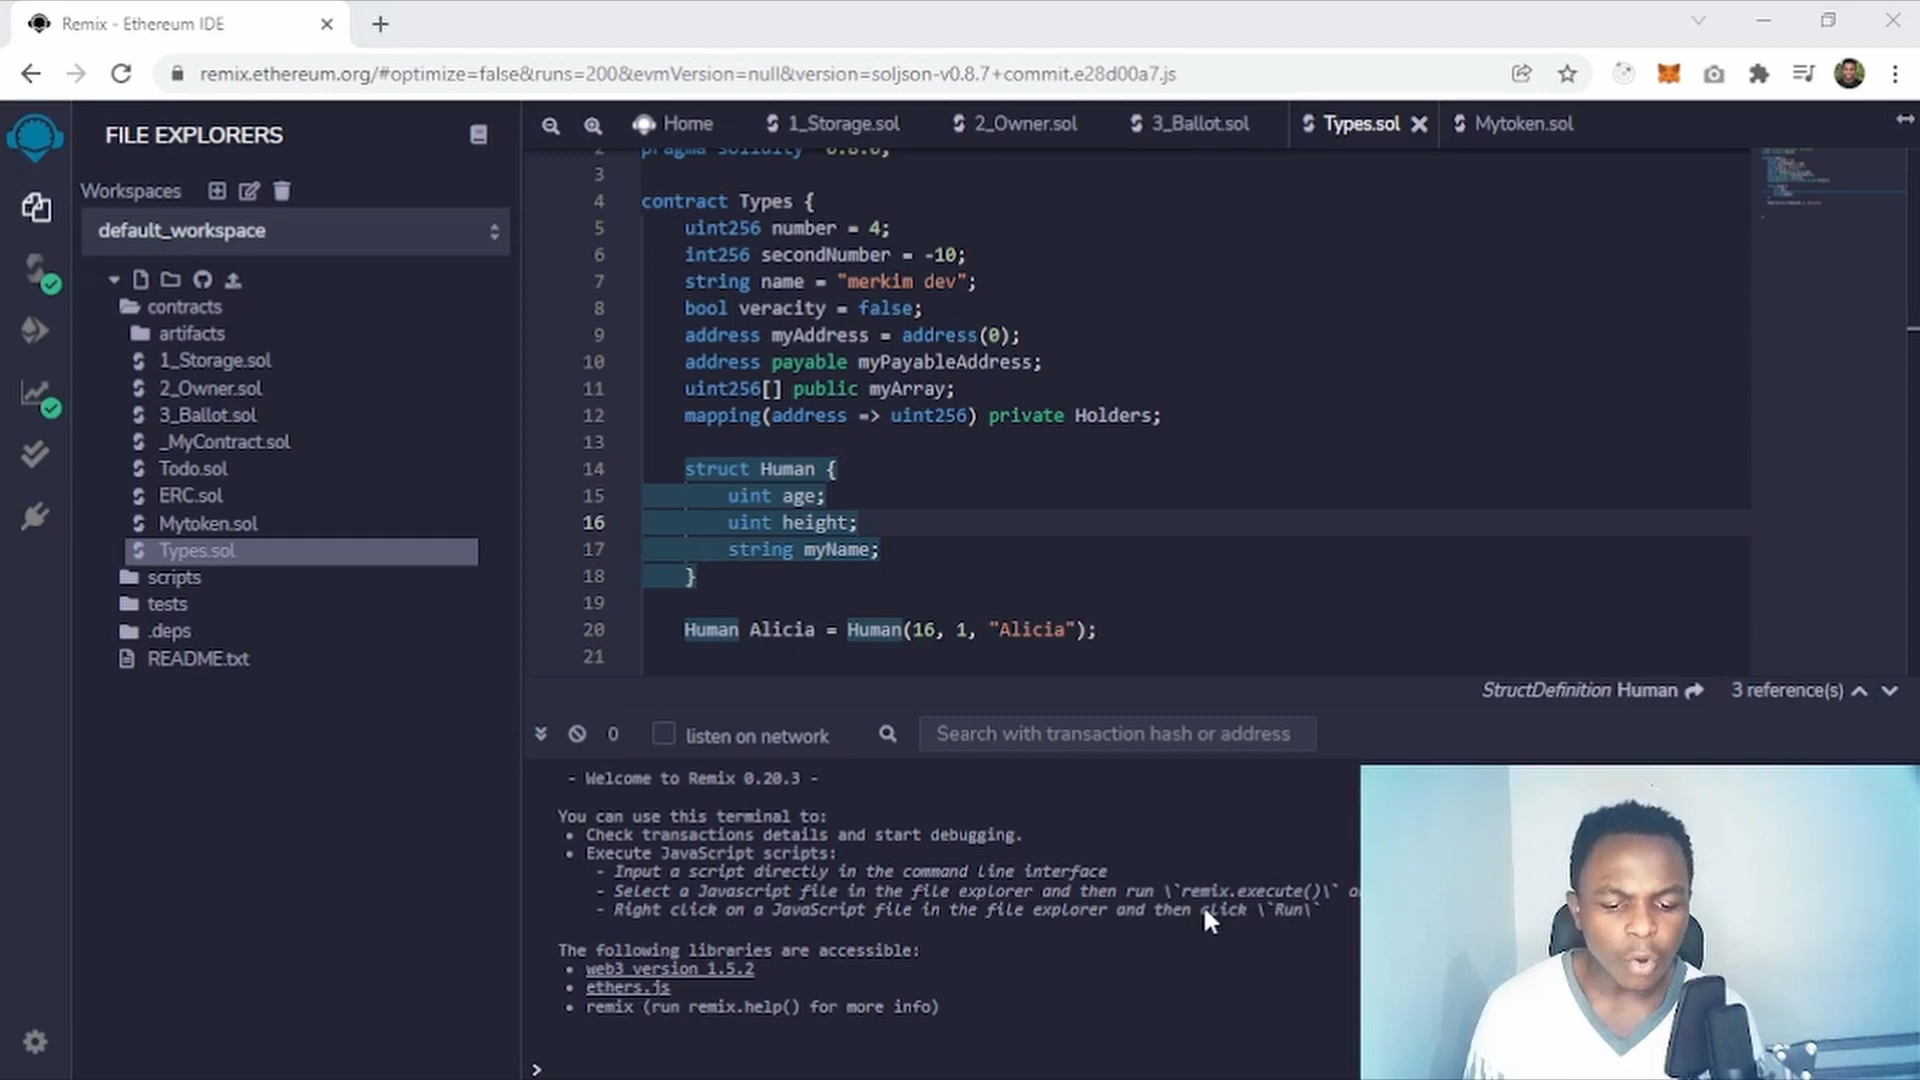 Remix - Ethereum IDE
remix.ethereum.org/#optimize=false&runs=200&evmVersion=null&version=soljson-v0.8.7+commit.e28d00a7.js
FILE EXPLORERS
Workspaces
default_workspace
contracts
artifacts
1_Storage.sol
2_Owner.sol
3_Ballot.sol
_MyContract.sol
Todo.sol
ERC.sol
Mytoken.sol
Types.sol
scripts
tests
.deps
README.txt
Home 1_Storage.sol 2_Owner.sol 3_Ballot.sol Types.sol Mytoken.sol
2 pragma solidity
3
4 contract Types {
5 uint256 number = 4;
6 int256 secondNumber = -10;
7 string name = "merkim dev";
8 bool veracity = false;
9 address myAddress = address(0);
10 address payable myPayableAddress;
11 uint256[] public myArray;
12 mapping(address => uint256) private Holders;
13
14 struct Human {
15 uint age;
16 uint height;
17 string myName;
18 }
19
20 Human Alicia = Human(16, 1, "Alicia");
21
StructDefinition Human 3 reference(s)
0 listen on network Search with transaction hash or address
- Welcome to Remix 0.20.3 -
You can use this terminal to:
• Check transactions details and start debugging.
• Execute JavaScript scripts:
- Input a script directly in the command line interface
- Select a Javascript file in the file explorer and then run \`remix.execute()\`
- Right click on a JavaScript file in the file explorer and then click \`Run\`
The following libraries are accessible:
• web3 version 1.5.2
• ethers.js
• remix (run remix.help() for more info)
>